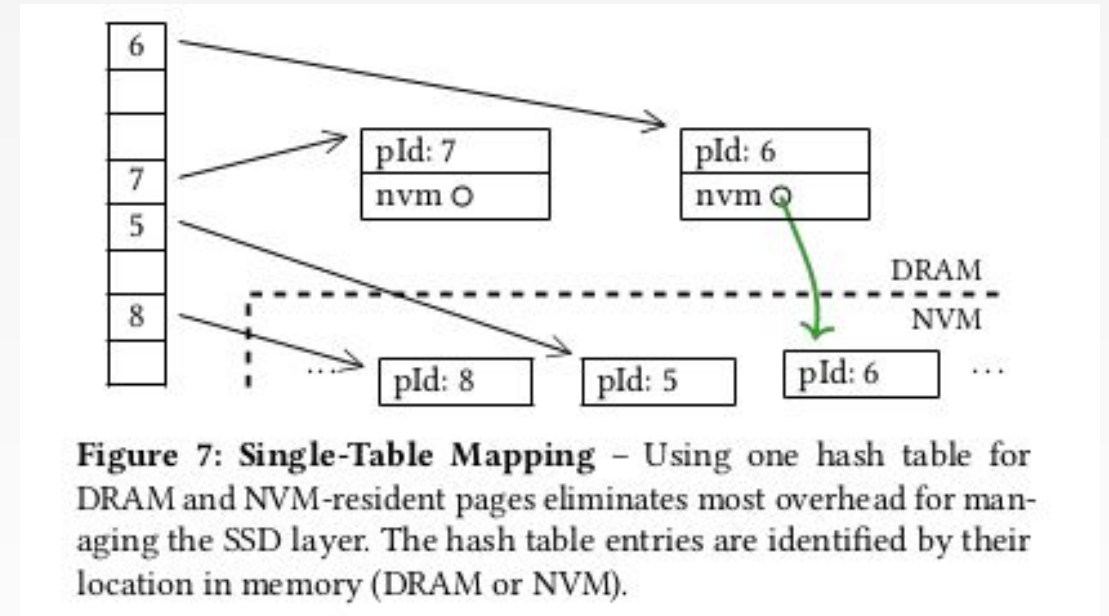 6
7
5
8
pId: 7
nvm
pId: 6
nvm
DRAM
NVM
...
pId: 8
pId: 5
pId: 6
...
Figure 7: Single-Table Mapping – Using one hash table for
DRAM and NVM-resident pages eliminates most overhead for man-
aging the SSD layer. The hash table entries are identified by their
location in memory (DRAM or NVM).